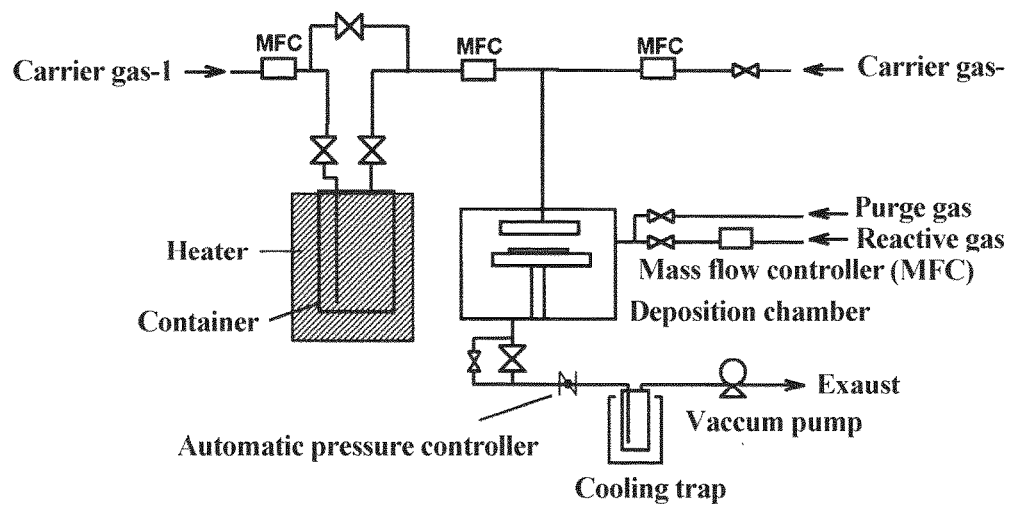 MFC
MFC
MFC
Carrier gas-1
Carrier gas-
Purge gas
Reactive gas
Mass flow controller (MFC)
Heater
Container
Deposition chamber
Exaust
Vaccum pump
Automatic pressure controller
Cooling trap